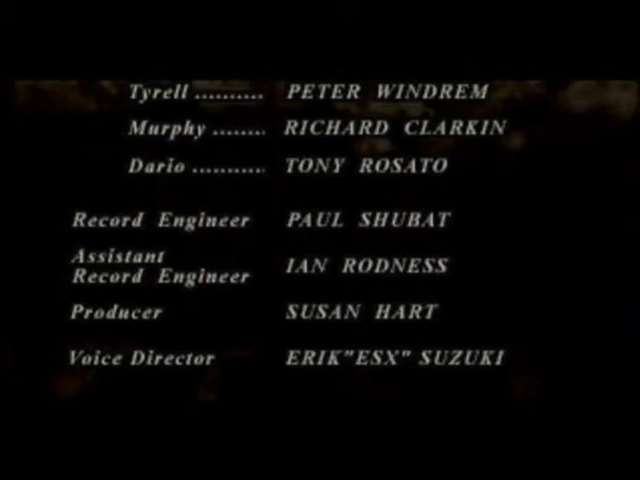 Tyrell .......... PETER WINDREM
Murphy ........ RICHARD CLARKIN
Dario ........... TONY ROSATO
Record Engineer PAUL SHUBAT
Assistant
Record Engineer IAN RODNESS
Producer SUSAN HART
Voice Director ERIK"ESX" SUZUKI